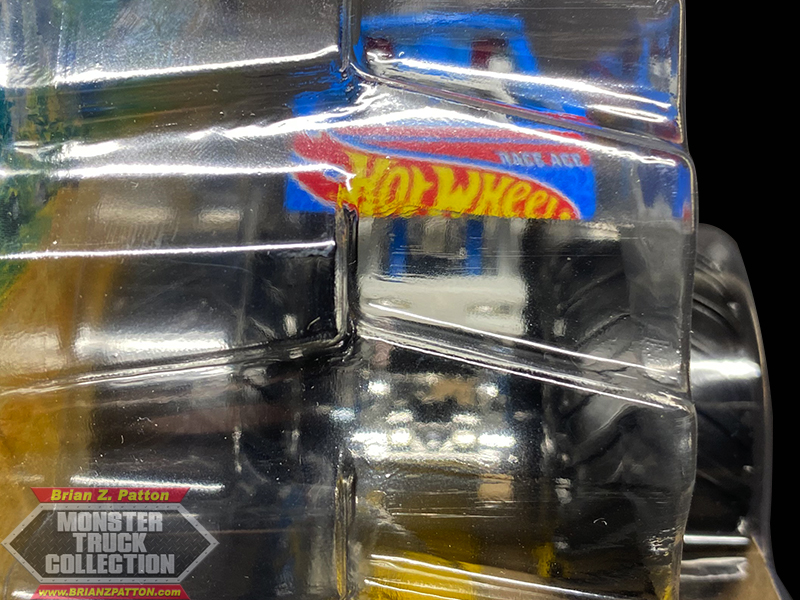 RACE ACE
HOT WHEELS
Brian Z. Patton
MONSTER
TRUCK
COLLECTION
WWW.BRIANZPATTON.COM